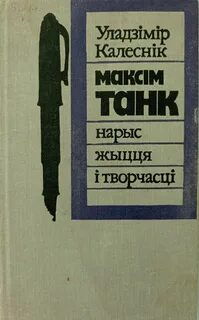 Уладзімір
Калеснік
максім
танк
нарыс
жыцця
і творчасці